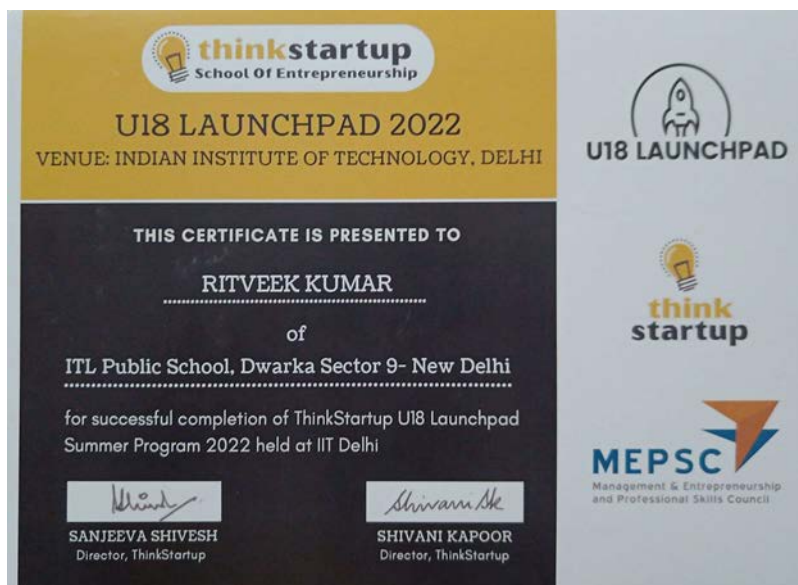 thinkstartup
School Of Entrepreneurship
U18 LAUNCHPAD 2022
VENUE: INDIAN INSTITUTE OF TECHNOLOGY, DELHI
THIS CERTIFICATE IS PRESENTED TO
RITVEEK KUMAR
of
ITL Public School, Dwarka Sector 9- New Delhi
for successful completion of ThinkStartup U18 Launchpad
Summer Program 2022 held at IIT Delhi
SANJEEVA SHIVESH
Director, ThinkStartup
Shivani
SHIVANI KAPOOR
Director, ThinkStartup
U18 LAUNCHPAD
think
startup
MEPSC
Management & Entrepreneurship
and Professional Skills Council